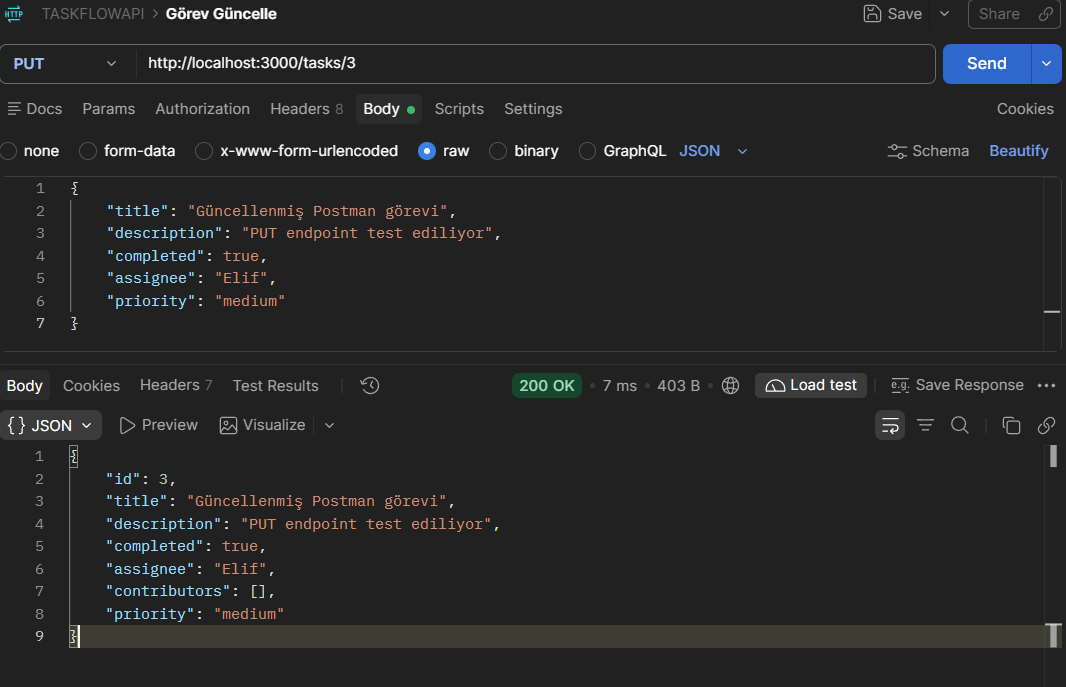 HTTP TASKFLOWAPI > Görev Güncelle Save Share
PUT http://localhost:3000/tasks/3 Send
Docs Params Authorization Headers 8 Body Scripts Settings Cookies
none form-data x-www-form-urlencoded raw binary GraphQL JSON Schema Beautify
1 {
2 "title": "Güncellenmiş Postman görevi",
3 "description": "PUT endpoint test ediliyor",
4 "completed": true,
5 "assignee": "Elif",
6 "priority": "medium"
7 }
Body Cookies Headers 7 Test Results 200 OK • 7 ms • 403 B • Load test e.g. Save Response
{} JSON Preview Visualize
1 {
2 "id": 3,
3 "title": "Güncellenmiş Postman görevi",
4 "description": "PUT endpoint test ediliyor",
5 "completed": true,
6 "assignee": "Elif",
7 "contributors": [],
8 "priority": "medium"
9 }